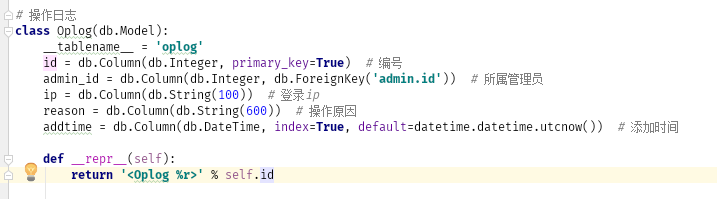 # 操作日志
class Oplog(db.Model):
    __tablename__ = 'oplog'
    id = db.Column(db.Integer, primary_key=True)  # 编号
    admin_id = db.Column(db.Integer, db.ForeignKey('admin.id'))  # 所属管理员
    ip = db.Column(db.String(100))  # 登录ip
    reason = db.Column(db.String(600))  # 操作原因
    addtime = db.Column(db.DateTime, index=True, default=datetime.datetime.utcnow())  # 添加时间
    def __repr__(self):
        return '<Oplog %r>' % self.id